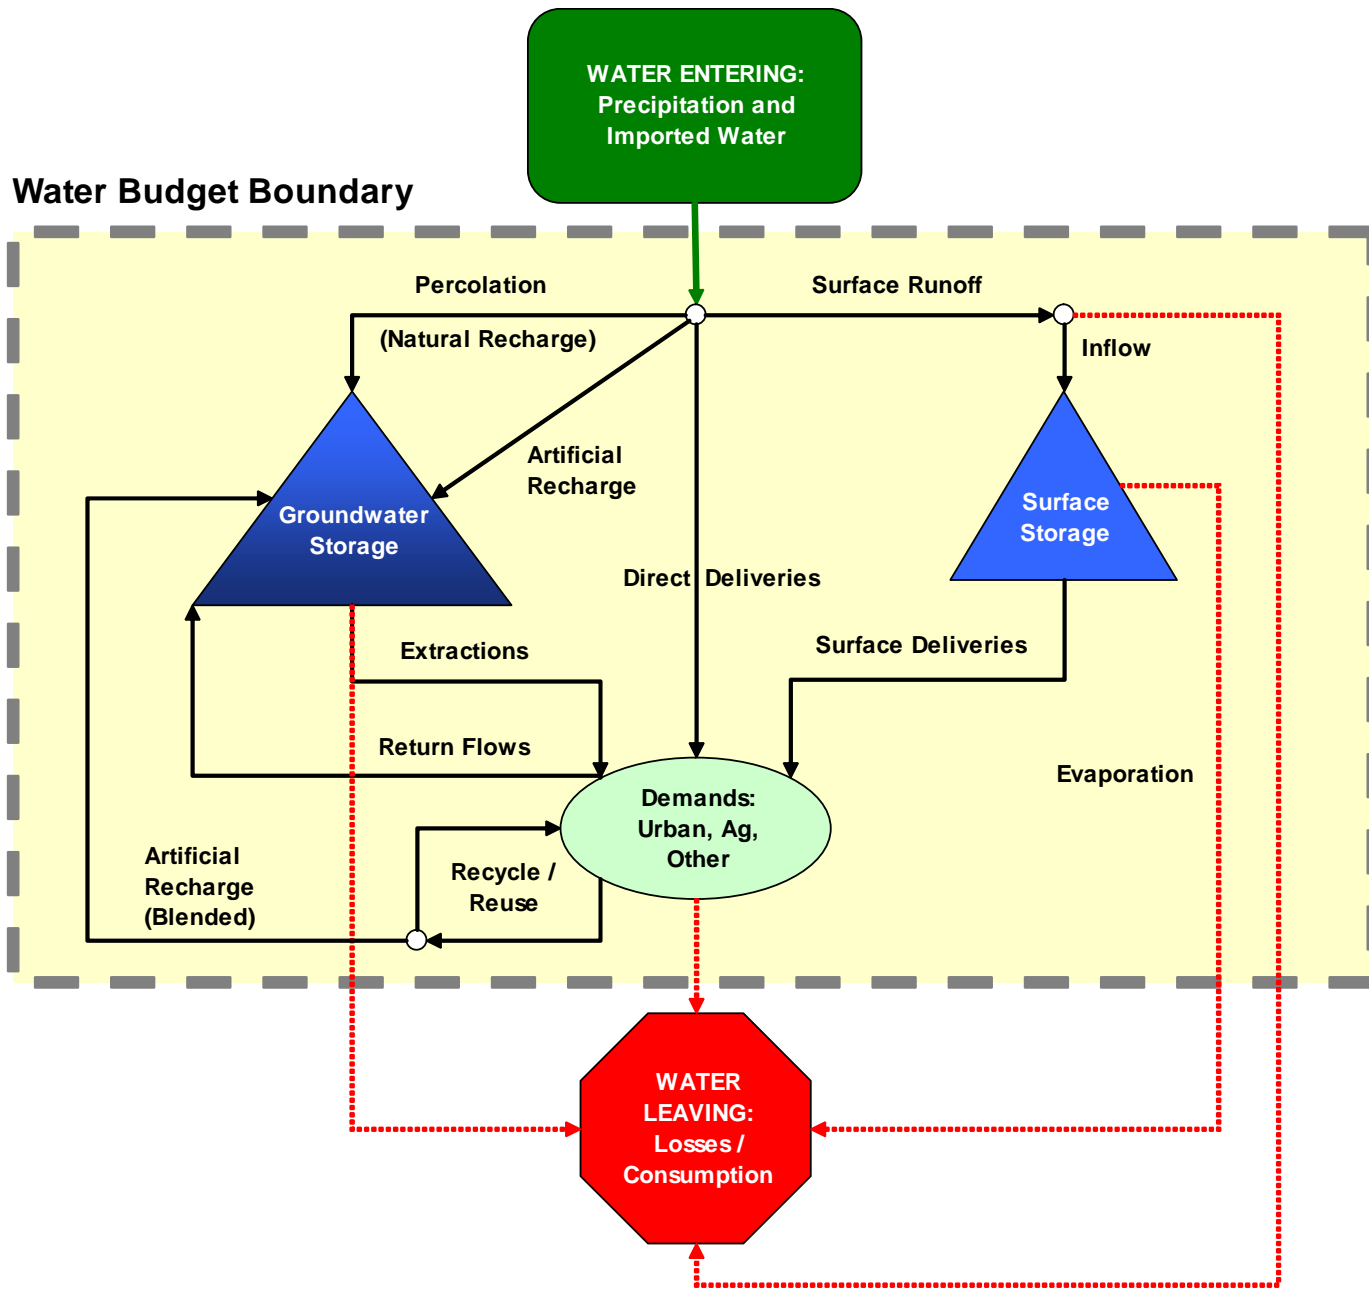 WATER ENTERING:
Precipitation and
Imported Water
Water Budget Boundary
Percolation
Surface Runoff
(Natural Recharge)
Inflow
Artificial
Recharge
Groundwater
Storage
Surface
Storage
Direct Deliveries
Extractions
Surface Deliveries
Return Flows
Evaporation
Demands:
Urban, Ag,
Other
Artificial
Recharge
(Blended)
Recycle /
Reuse
WATER
LEAVING:
Losses /
Consumption